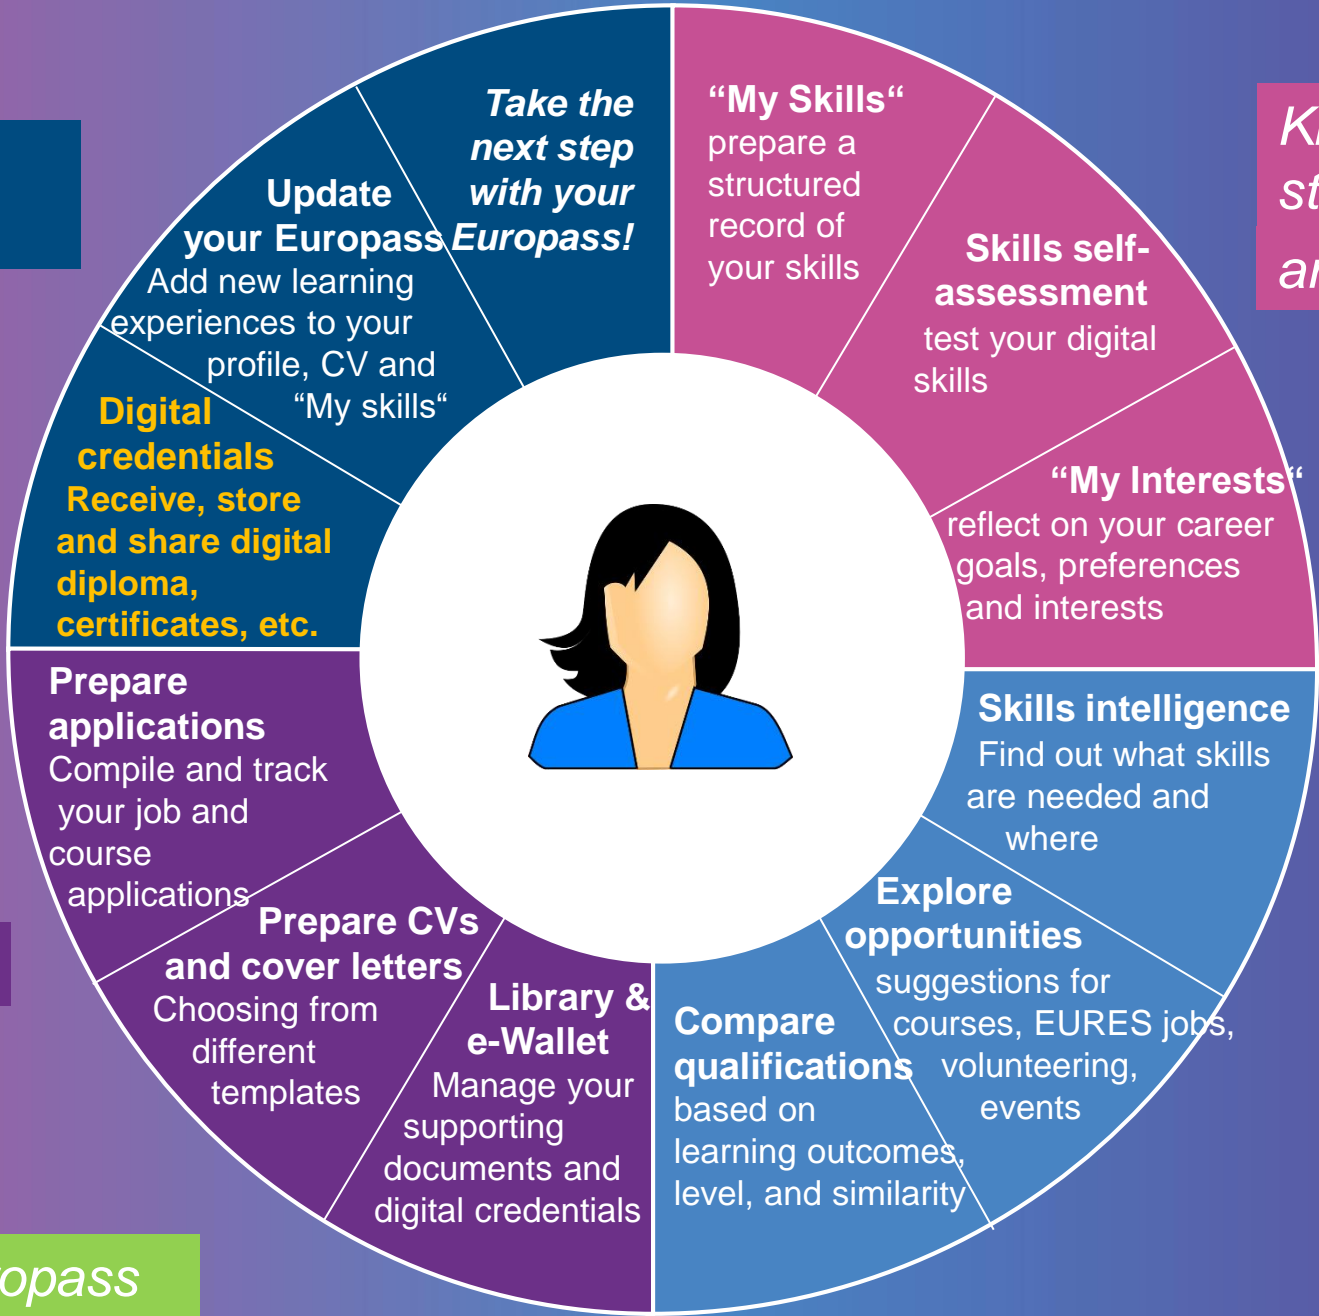 “My Skills“
prepare a
structured
record of
your skills
Skills self-
assessment
test your digital
skills
“My Interests“
reflect on your career
goals, preferences
and interests
Skills intelligence
Find out what skills
are needed and
where
Explore
opportunities
suggestions for
courses, EURES jobs,
volunteering,
events
Compare
qualifications
based on
learning outcomes,
level, and similarity
Library &
e-Wallet
Manage your
supporting
documents and
digital credentials
Prepare CVs
and cover letters
Choosing from
different
templates
Prepare
applications
Compile and track
your job and
course
applications
Digital
credentials
Receive, store
and share digital
diploma,
certificates, etc.
Update
your Europass
Add new learning
experiences to your
profile, CV and
“My skills“
Take the
next step
with your
Europass!
st
opass